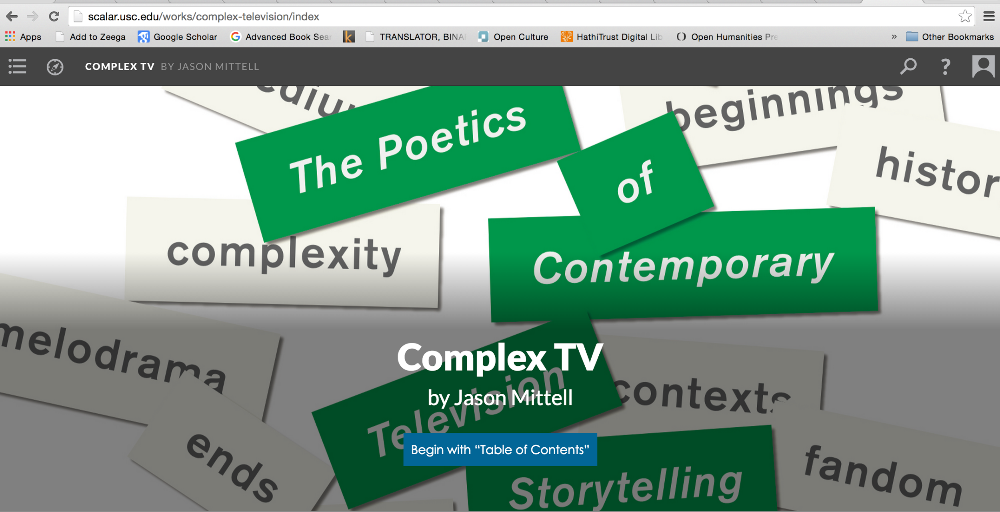 scalar.usc.edu/works/complex-television/index
Apps Add to Zeega Google Scholar Advanced Book Sear k TRANSLATOR, BINA Open Culture HathiTrust Digital Lib Open Humanities Pre » Other Bookmarks
COMPLEX TV BY JASON MITTELL ?
The Poetics
beginnings
of
histor
complexity
Contemporary
melodrama
Complex TV
by Jason Mittell
Television
contexts
Begin with “Table of Contents”
ends
fandom
Storytelling